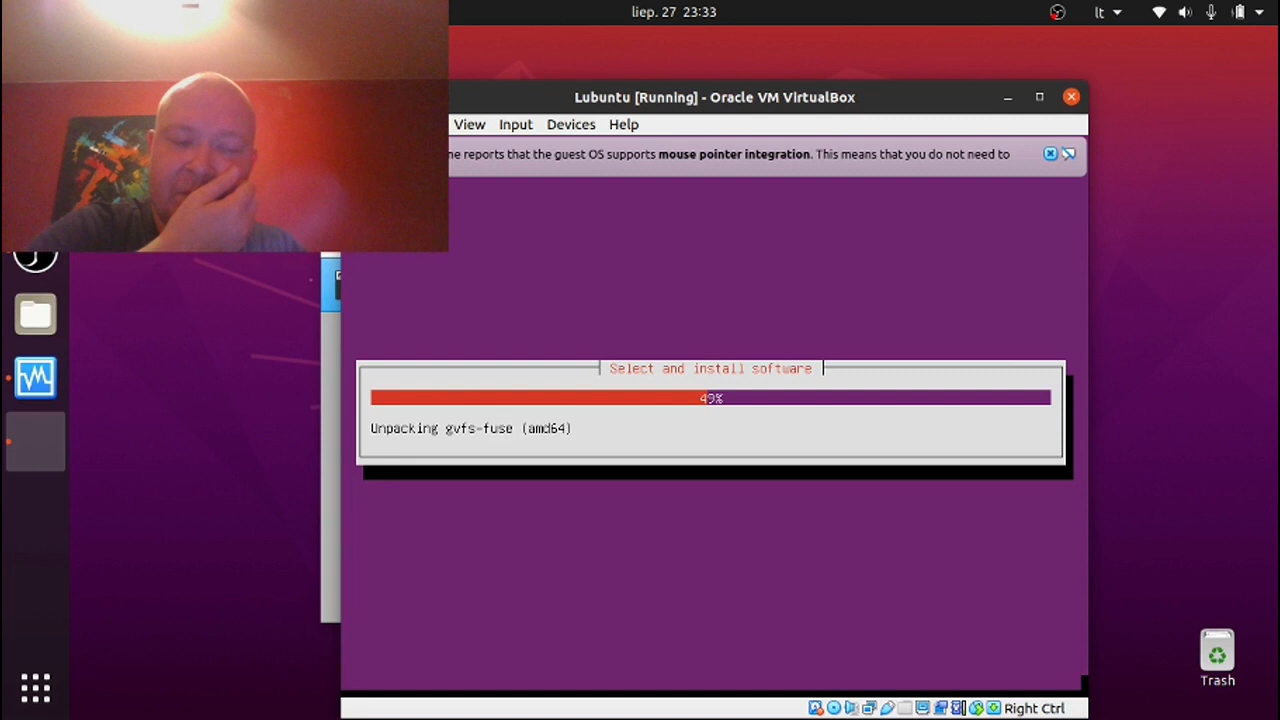 liep. 27 23:33
lt
Lubuntu [Running] - Oracle VM VirtualBox
View Input Devices Help
reports that the guest OS supports mouse pointer integration. This means that you do not need to
Select and install software
49%
Unpacking gvfs-fuse (amd64)
Trash
Right Ctrl